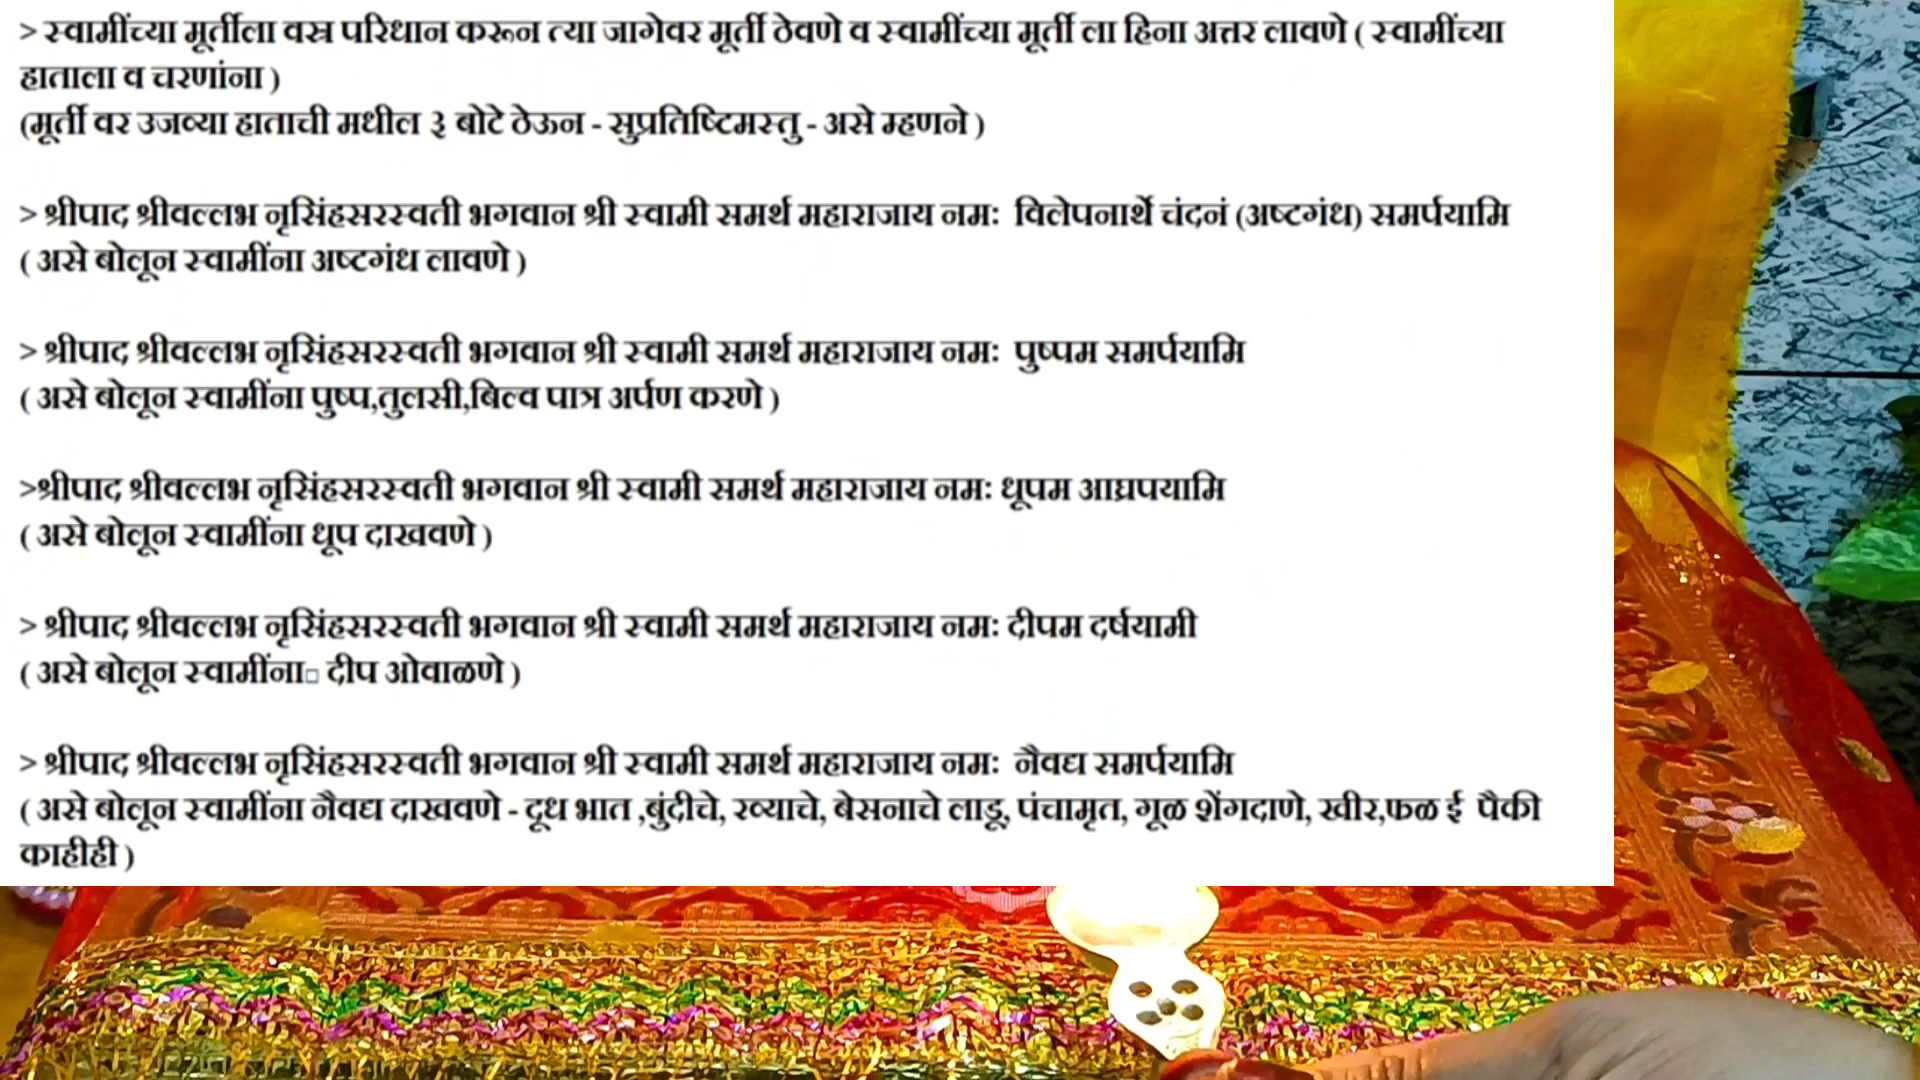 > स्वामींच्या मूर्तीला वस्र परिधान करून त्या जागेवर मूर्ती ठेवणे व स्वामींच्या मूर्ती ला हिना अत्तर लावणे ( स्वामींच्या
हाताला व चरणांना )
(मूर्ती वर उजव्या हाताची मधील ३ बोटे ठेऊन - सुप्रतिष्टिमस्तु - असे म्हणने )
> श्रीपाद श्रीवल्लभ नृसिंहसरस्वती भगवान श्री स्वामी समर्थ महाराजाय नमः विलेपनार्थे चंदनं (अष्टगंध) समर्पयामि
( असे बोलून स्वामींना अष्टगंध लावणे )
> श्रीपाद श्रीवल्लभ नृसिंहसरस्वती भगवान श्री स्वामी समर्थ महाराजाय नमः पुष्पम समर्पयामि
( असे बोलून स्वामींना पुष्प,तुलसी,बिल्व पात्र अर्पण करणे )
>श्रीपाद श्रीवल्लभ नृसिंहसरस्वती भगवान श्री स्वामी समर्थ महाराजाय नमः धूपम आघ्रपयामि
( असे बोलून स्वामींना धूप दाखवणे )
> श्रीपाद श्रीवल्लभ नृसिंहसरस्वती भगवान श्री स्वामी समर्थ महाराजाय नमः दीपम दर्षयामी
( असे बोलून स्वामींना दीप ओवाळणे )
> श्रीपाद श्रीवल्लभ नृसिंहसरस्वती भगवान श्री स्वामी समर्थ महाराजाय नमः नैवद्य समर्पयामि
( असे बोलून स्वामींना नैवद्य दाखवणे - दूध भात ,बुंदीचे, रव्याचे, बेसनाचे लाडू, पंचामृत, गूळ शेंगदाणे, खीर,फळ ई पैकी
काहीही )